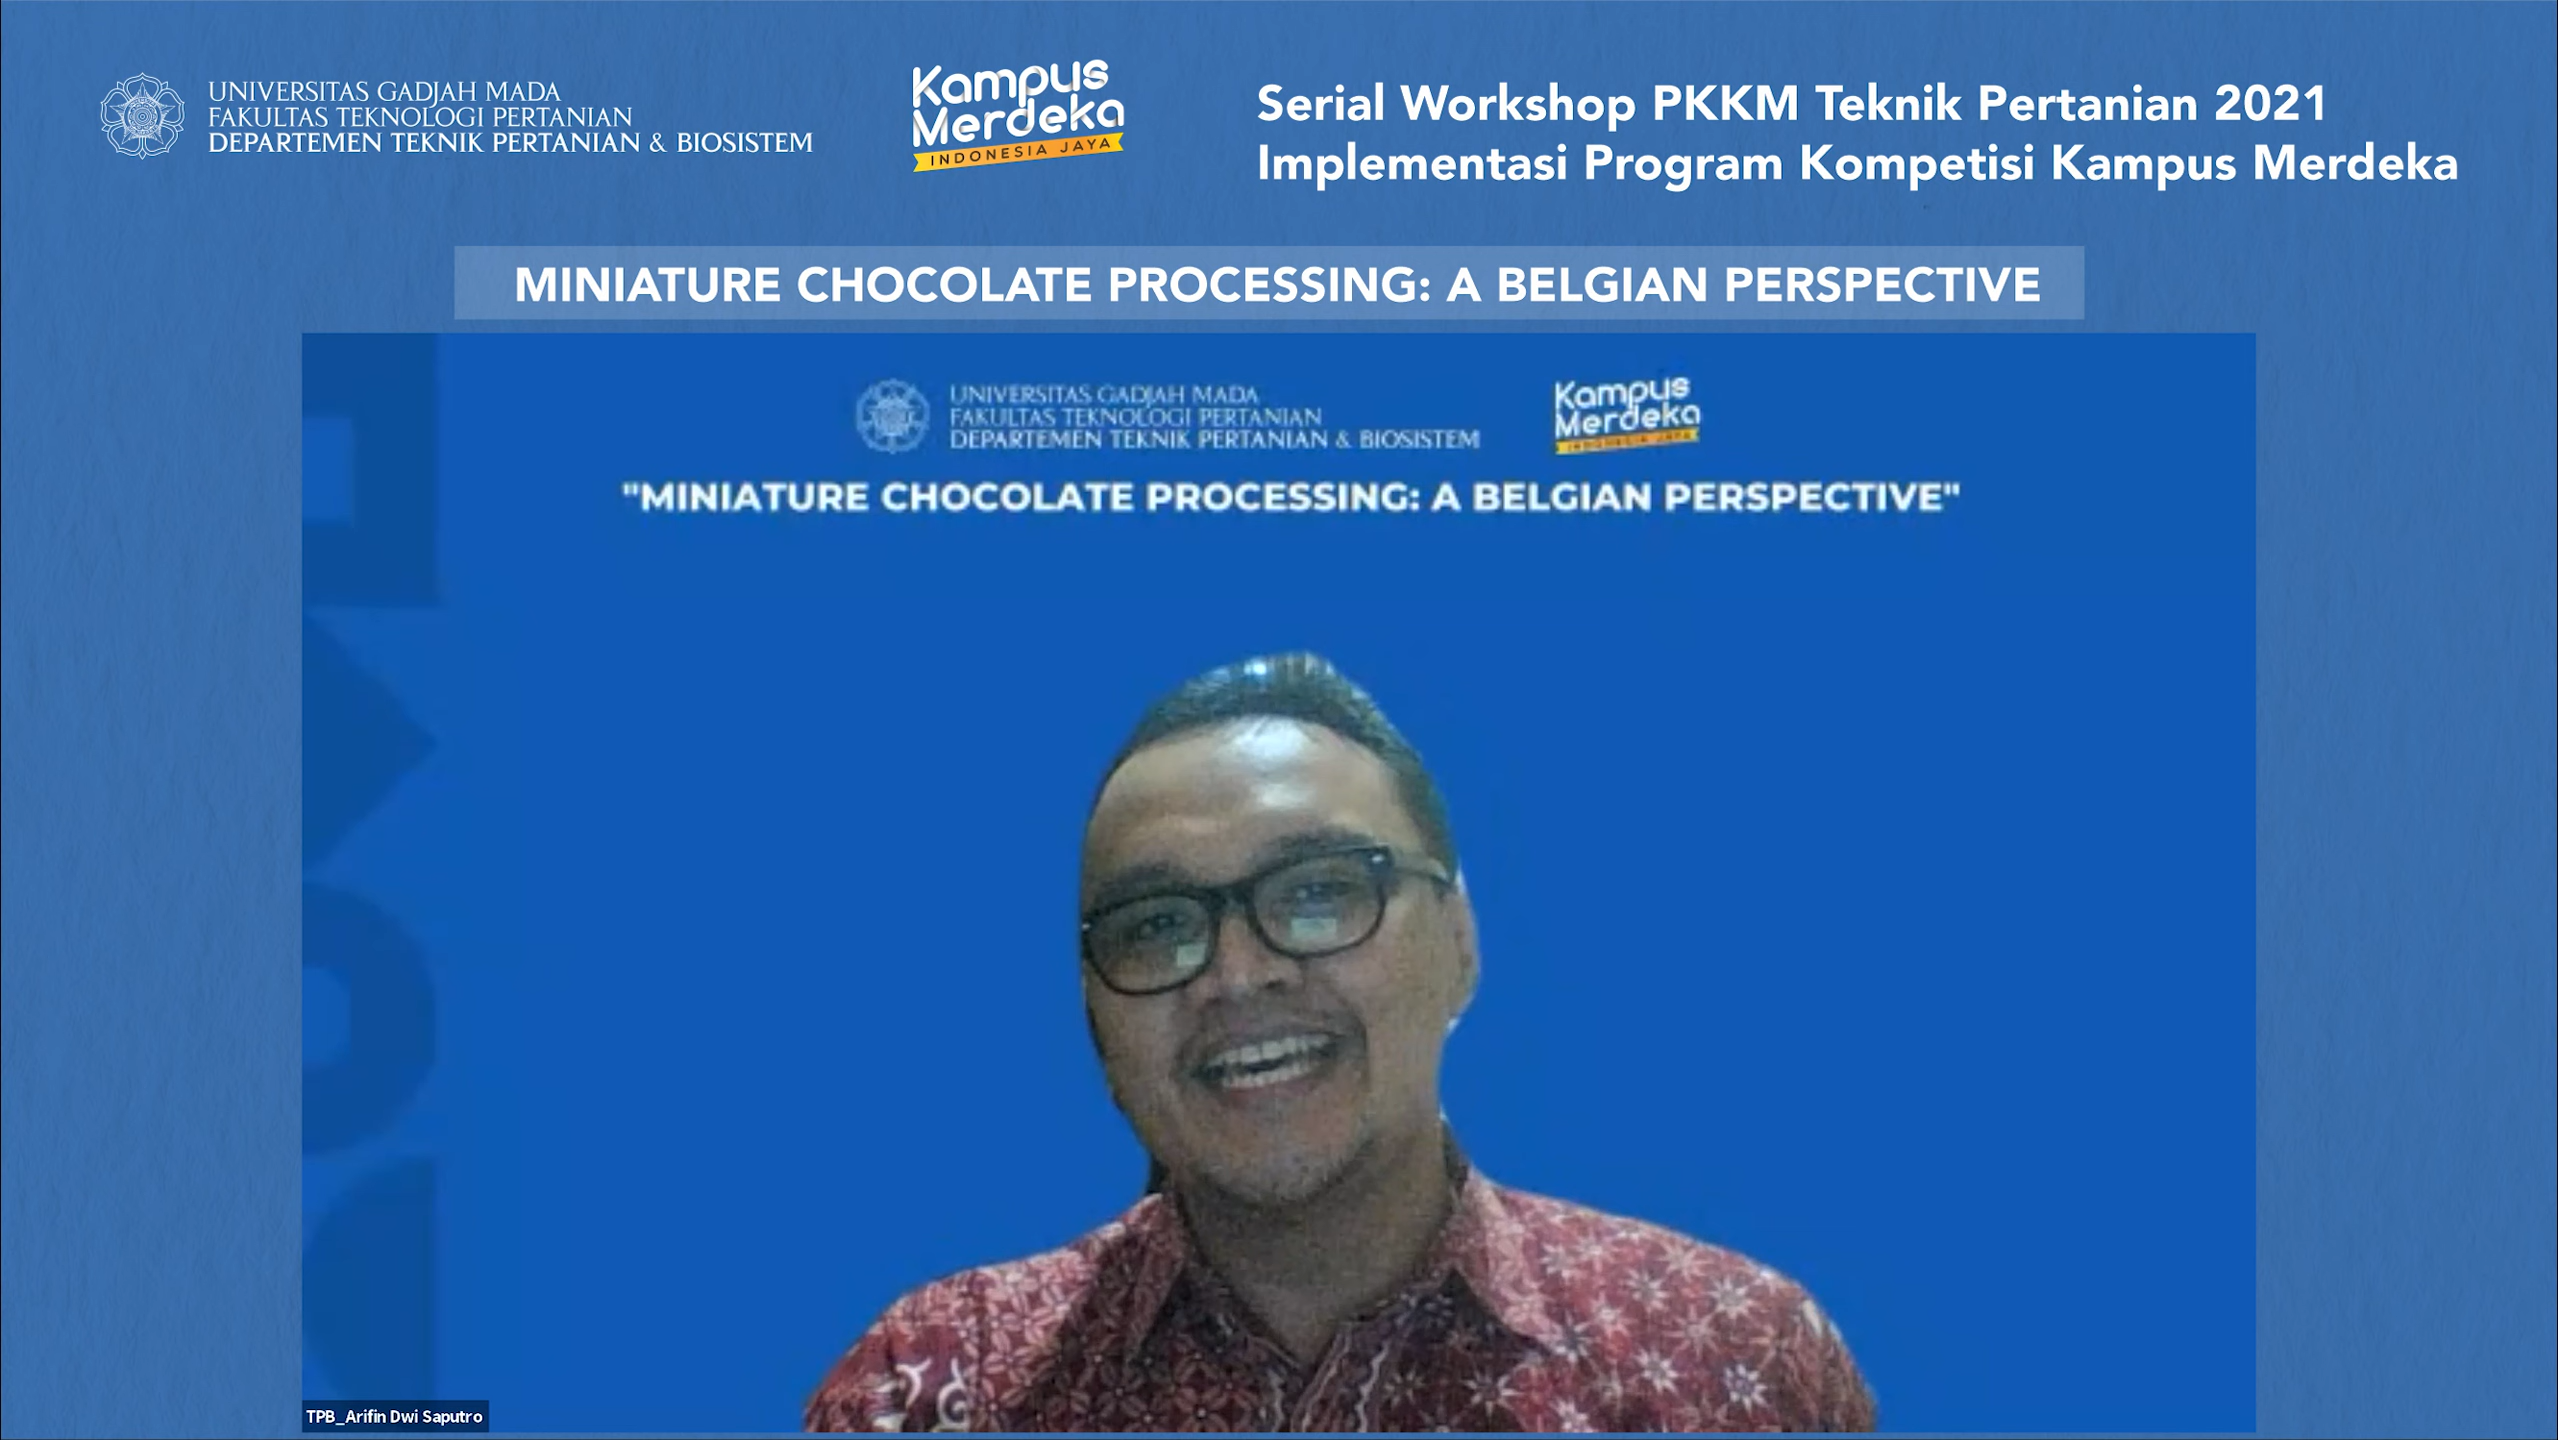 UNIVERSITAS GADJAH MADA
FAKULTAS TEKNOLOGI PERTANIAN
DEPARTEMEN TEKNIK PERTANIAN & BIOSISTEM
Kampus
Merdeka
INDONESIA JAYA
Serial Workshop PKKM Teknik Pertanian 2021
Implementasi Program Kompetisi Kampus Merdeka
MINIATURE CHOCOLATE PROCESSING: A BELGIAN PERSPECTIVE
UNIVERSITAS GADJAH MADA
FAKULTAS TEKNOLOGI PERTANIAN
DEPARTEMEN TEKNIK PERTANIAN & BIOSISTEM
Kampus
Merdeka
INDONESIA JAYA
"MINIATURE CHOCOLATE PROCESSING: A BELGIAN PERSPECTIVE"
TPB_Arifin Dwi Saputro